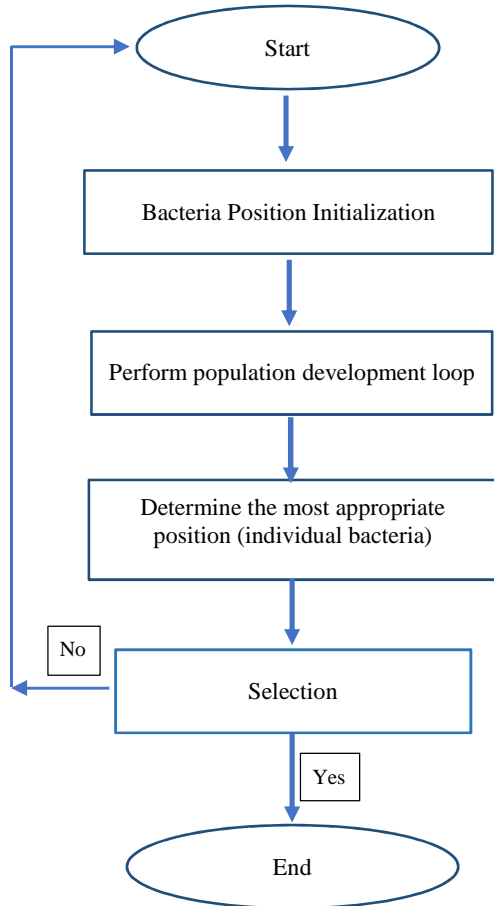 Start
Bacteria Position Initialization
Perform population development loop
Determine the most appropriate
position (individual bacteria)
No
Selection
Yes
End